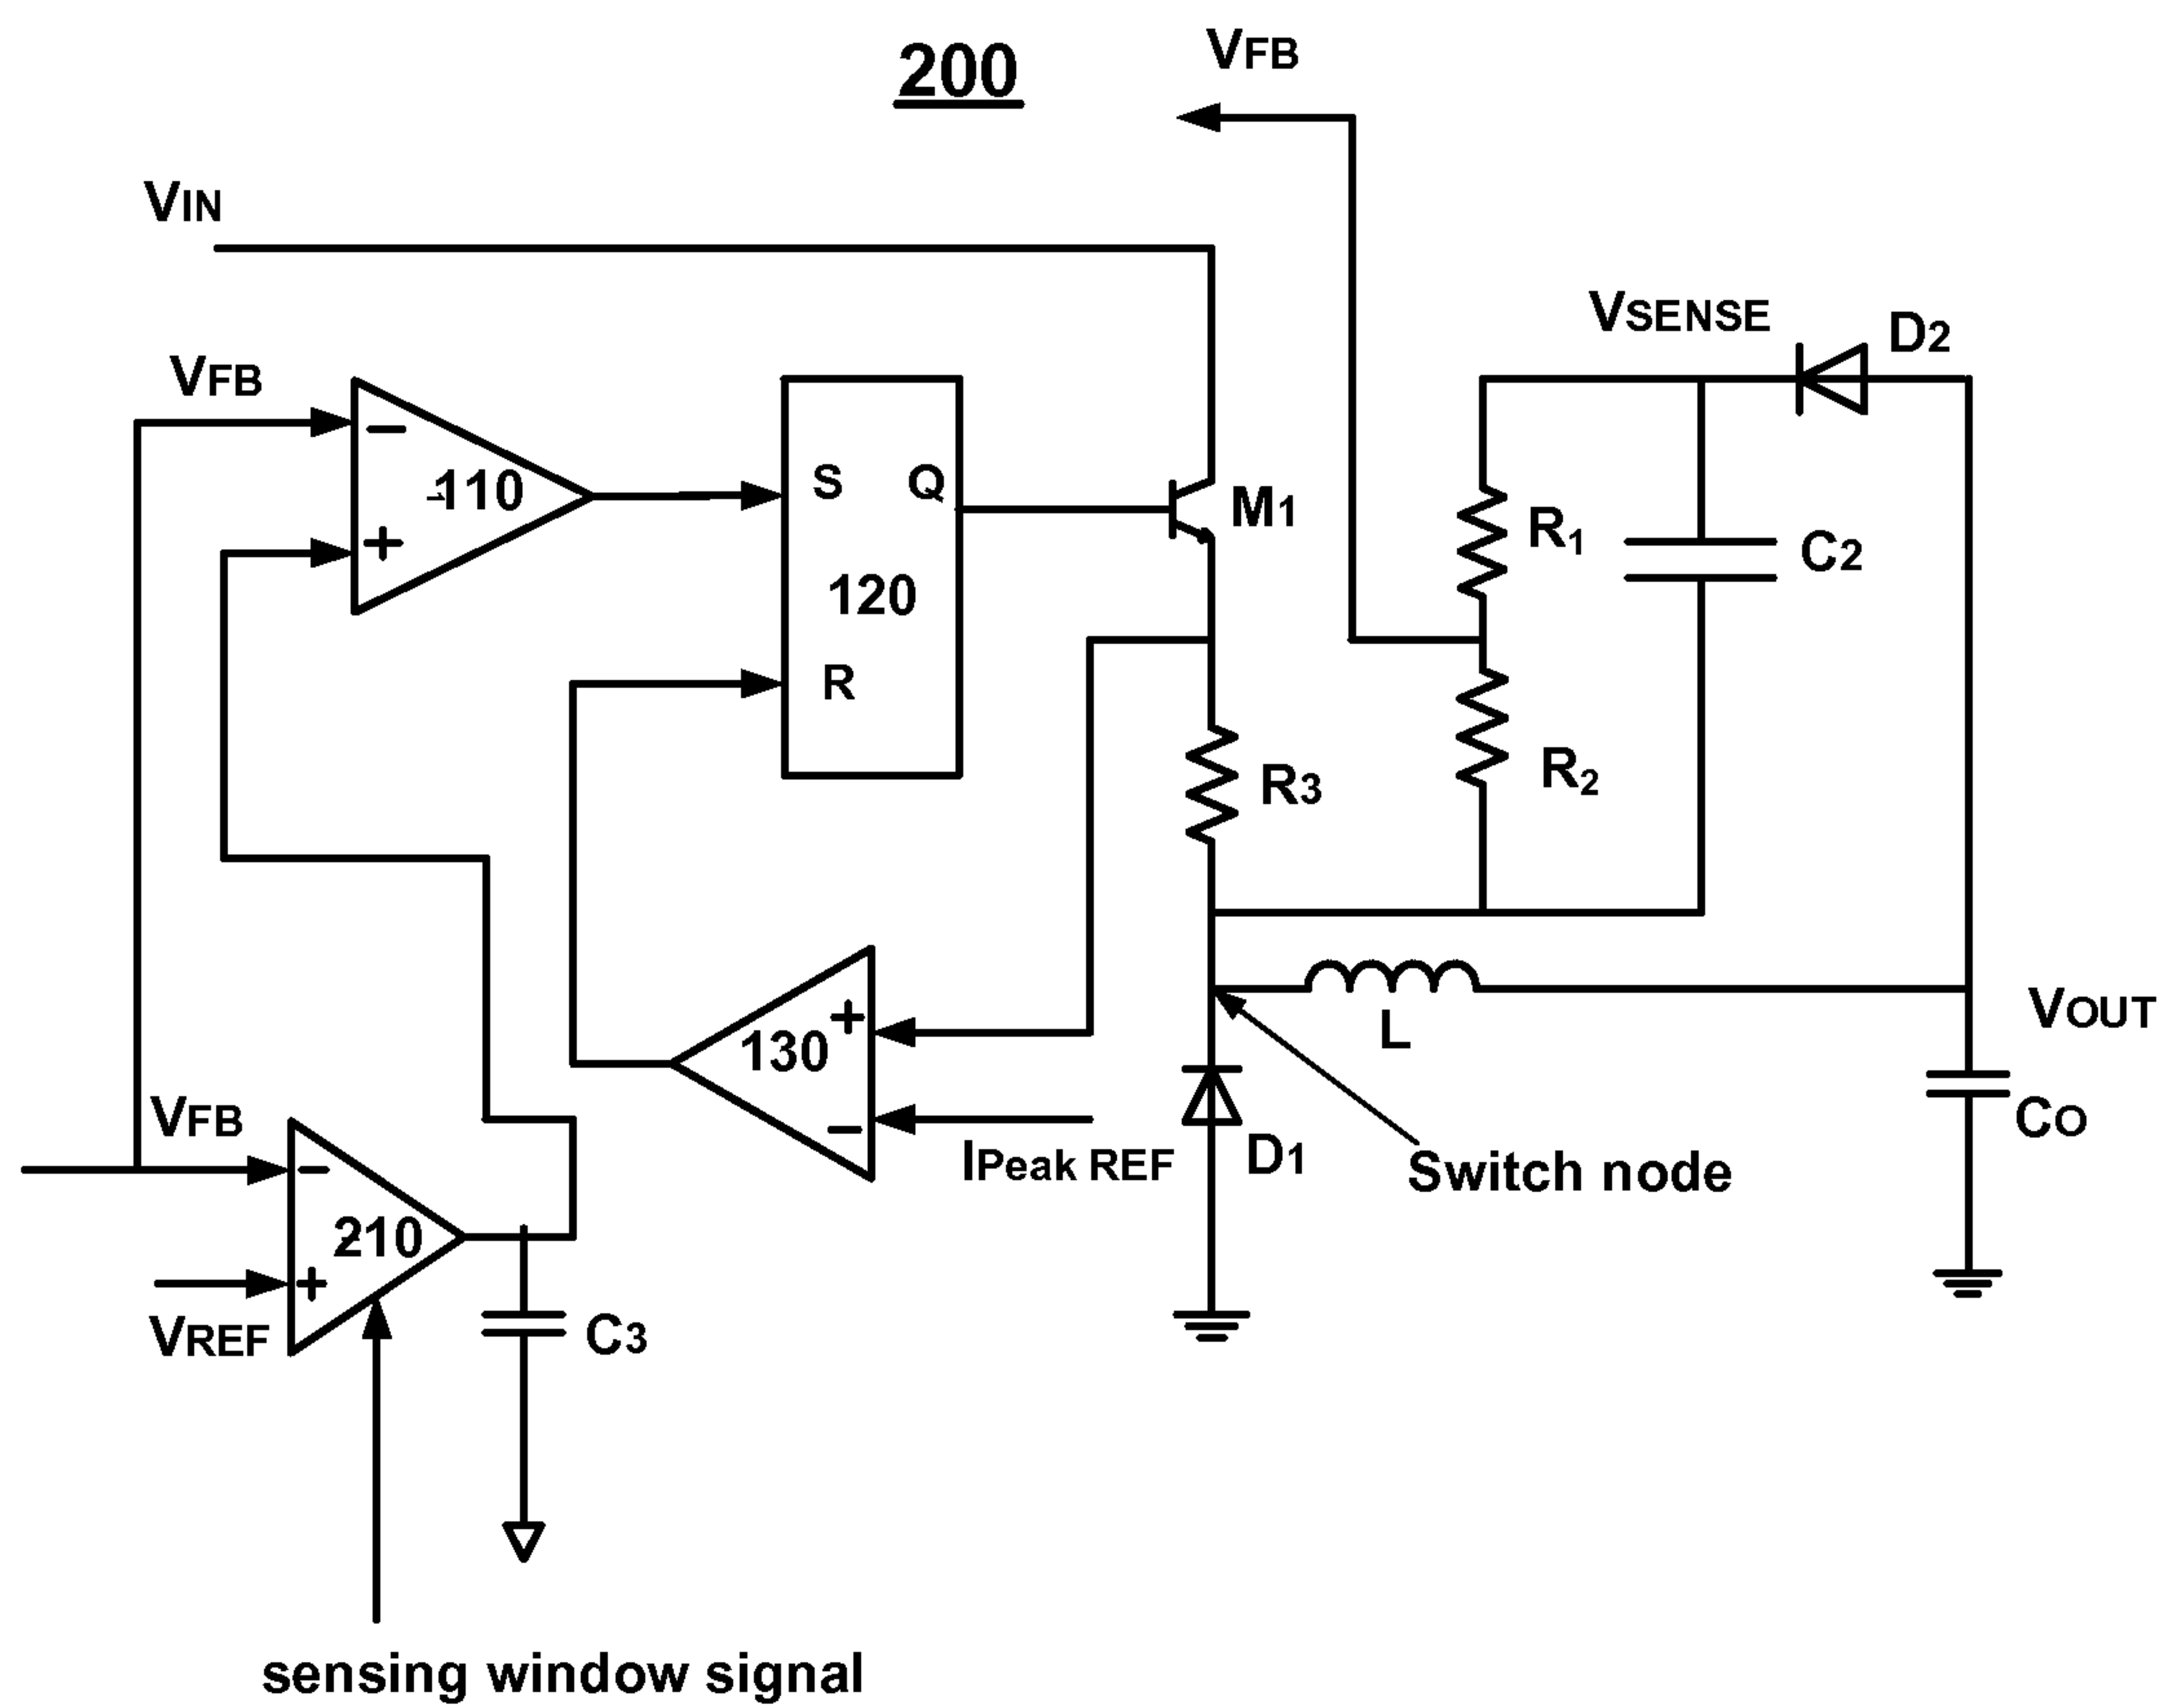 200
VFB
VIN
VSENSE
D2
VFB
−
110
+
S
Q
120
R
M1
R1
C2
R2
R3
130
+
−
IPeak REF
L
VOUT
CO
D1
Switch node
VFB
−
210
+
VREF
C3
sensing window signal